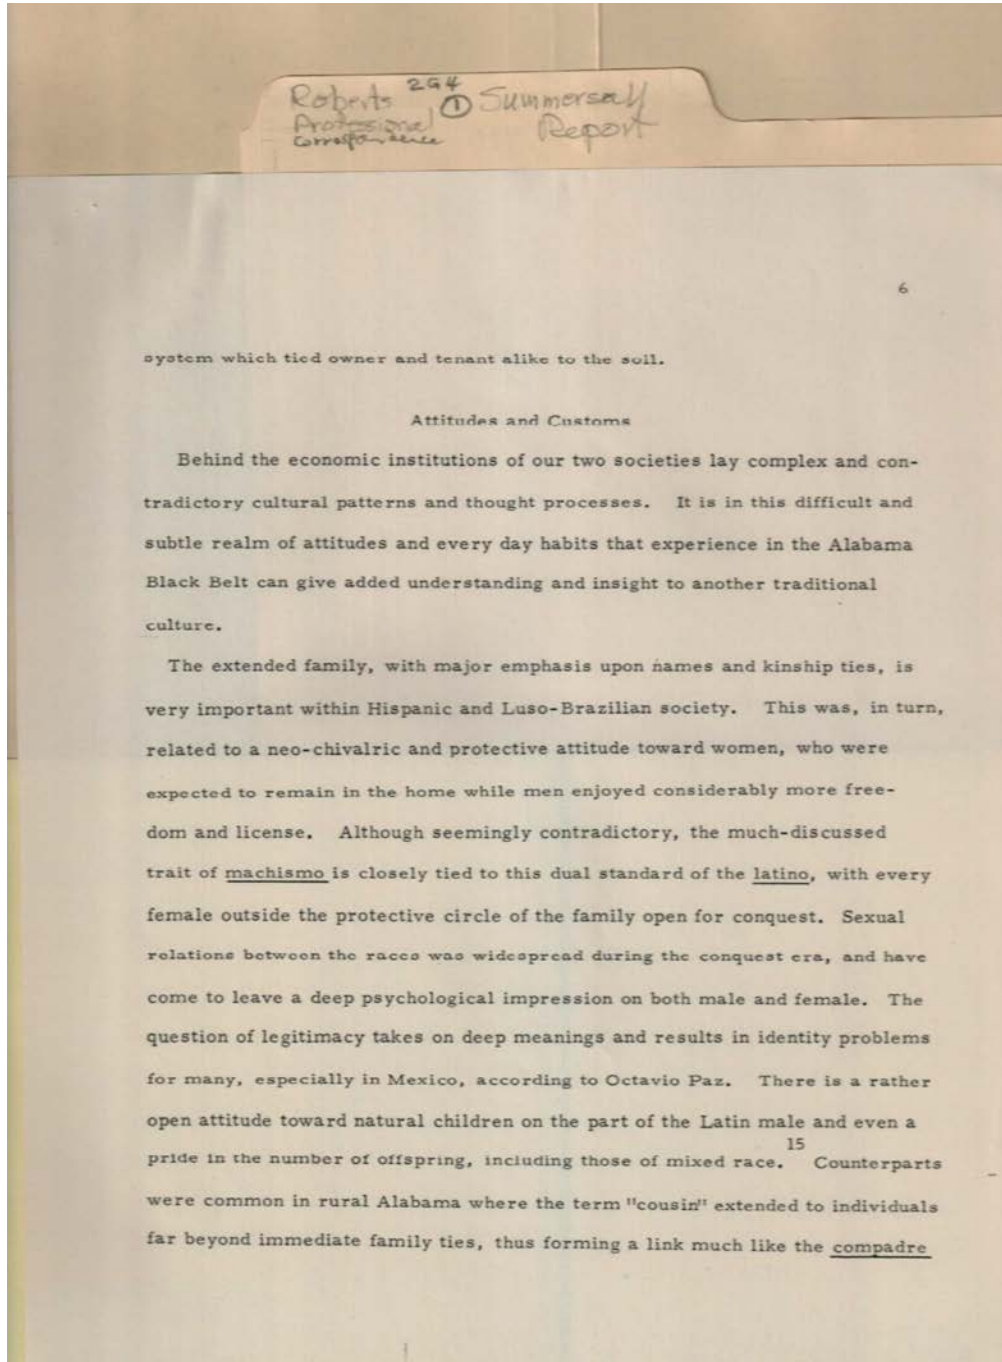 Roberts 2G4 ① Summersell
Professional Report
Correspondence
6
system which tied owner and tenant alike to the soil.
Attitudes and Customs
Behind the economic institutions of our two societies lay complex and con-
tradictory cultural patterns and thought processes. It is in this difficult and
subtle realm of attitudes and every day habits that experience in the Alabama
Black Belt can give added understanding and insight to another traditional
culture.
The extended family, with major emphasis upon names and kinship ties, is
very important within Hispanic and Luso-Brazilian society. This was, in turn,
related to a neo-chivalric and protective attitude toward women, who were
expected to remain in the home while men enjoyed considerably more free-
dom and license. Although seemingly contradictory, the much-discussed
trait of machismo is closely tied to this dual standard of the latino, with every
female outside the protective circle of the family open for conquest. Sexual
relations between the races was widespread during the conquest era, and have
come to leave a deep psychological impression on both male and female. The
question of legitimacy takes on deep meanings and results in identity problems
for many, especially in Mexico, according to Octavio Paz. There is a rather
open attitude toward natural children on the part of the Latin male and even a
pride in the number of offspring, including those of mixed race. 15 Counterparts
were common in rural Alabama where the term "cousin" extended to individuals
far beyond immediate family ties, thus forming a link much like the compadre